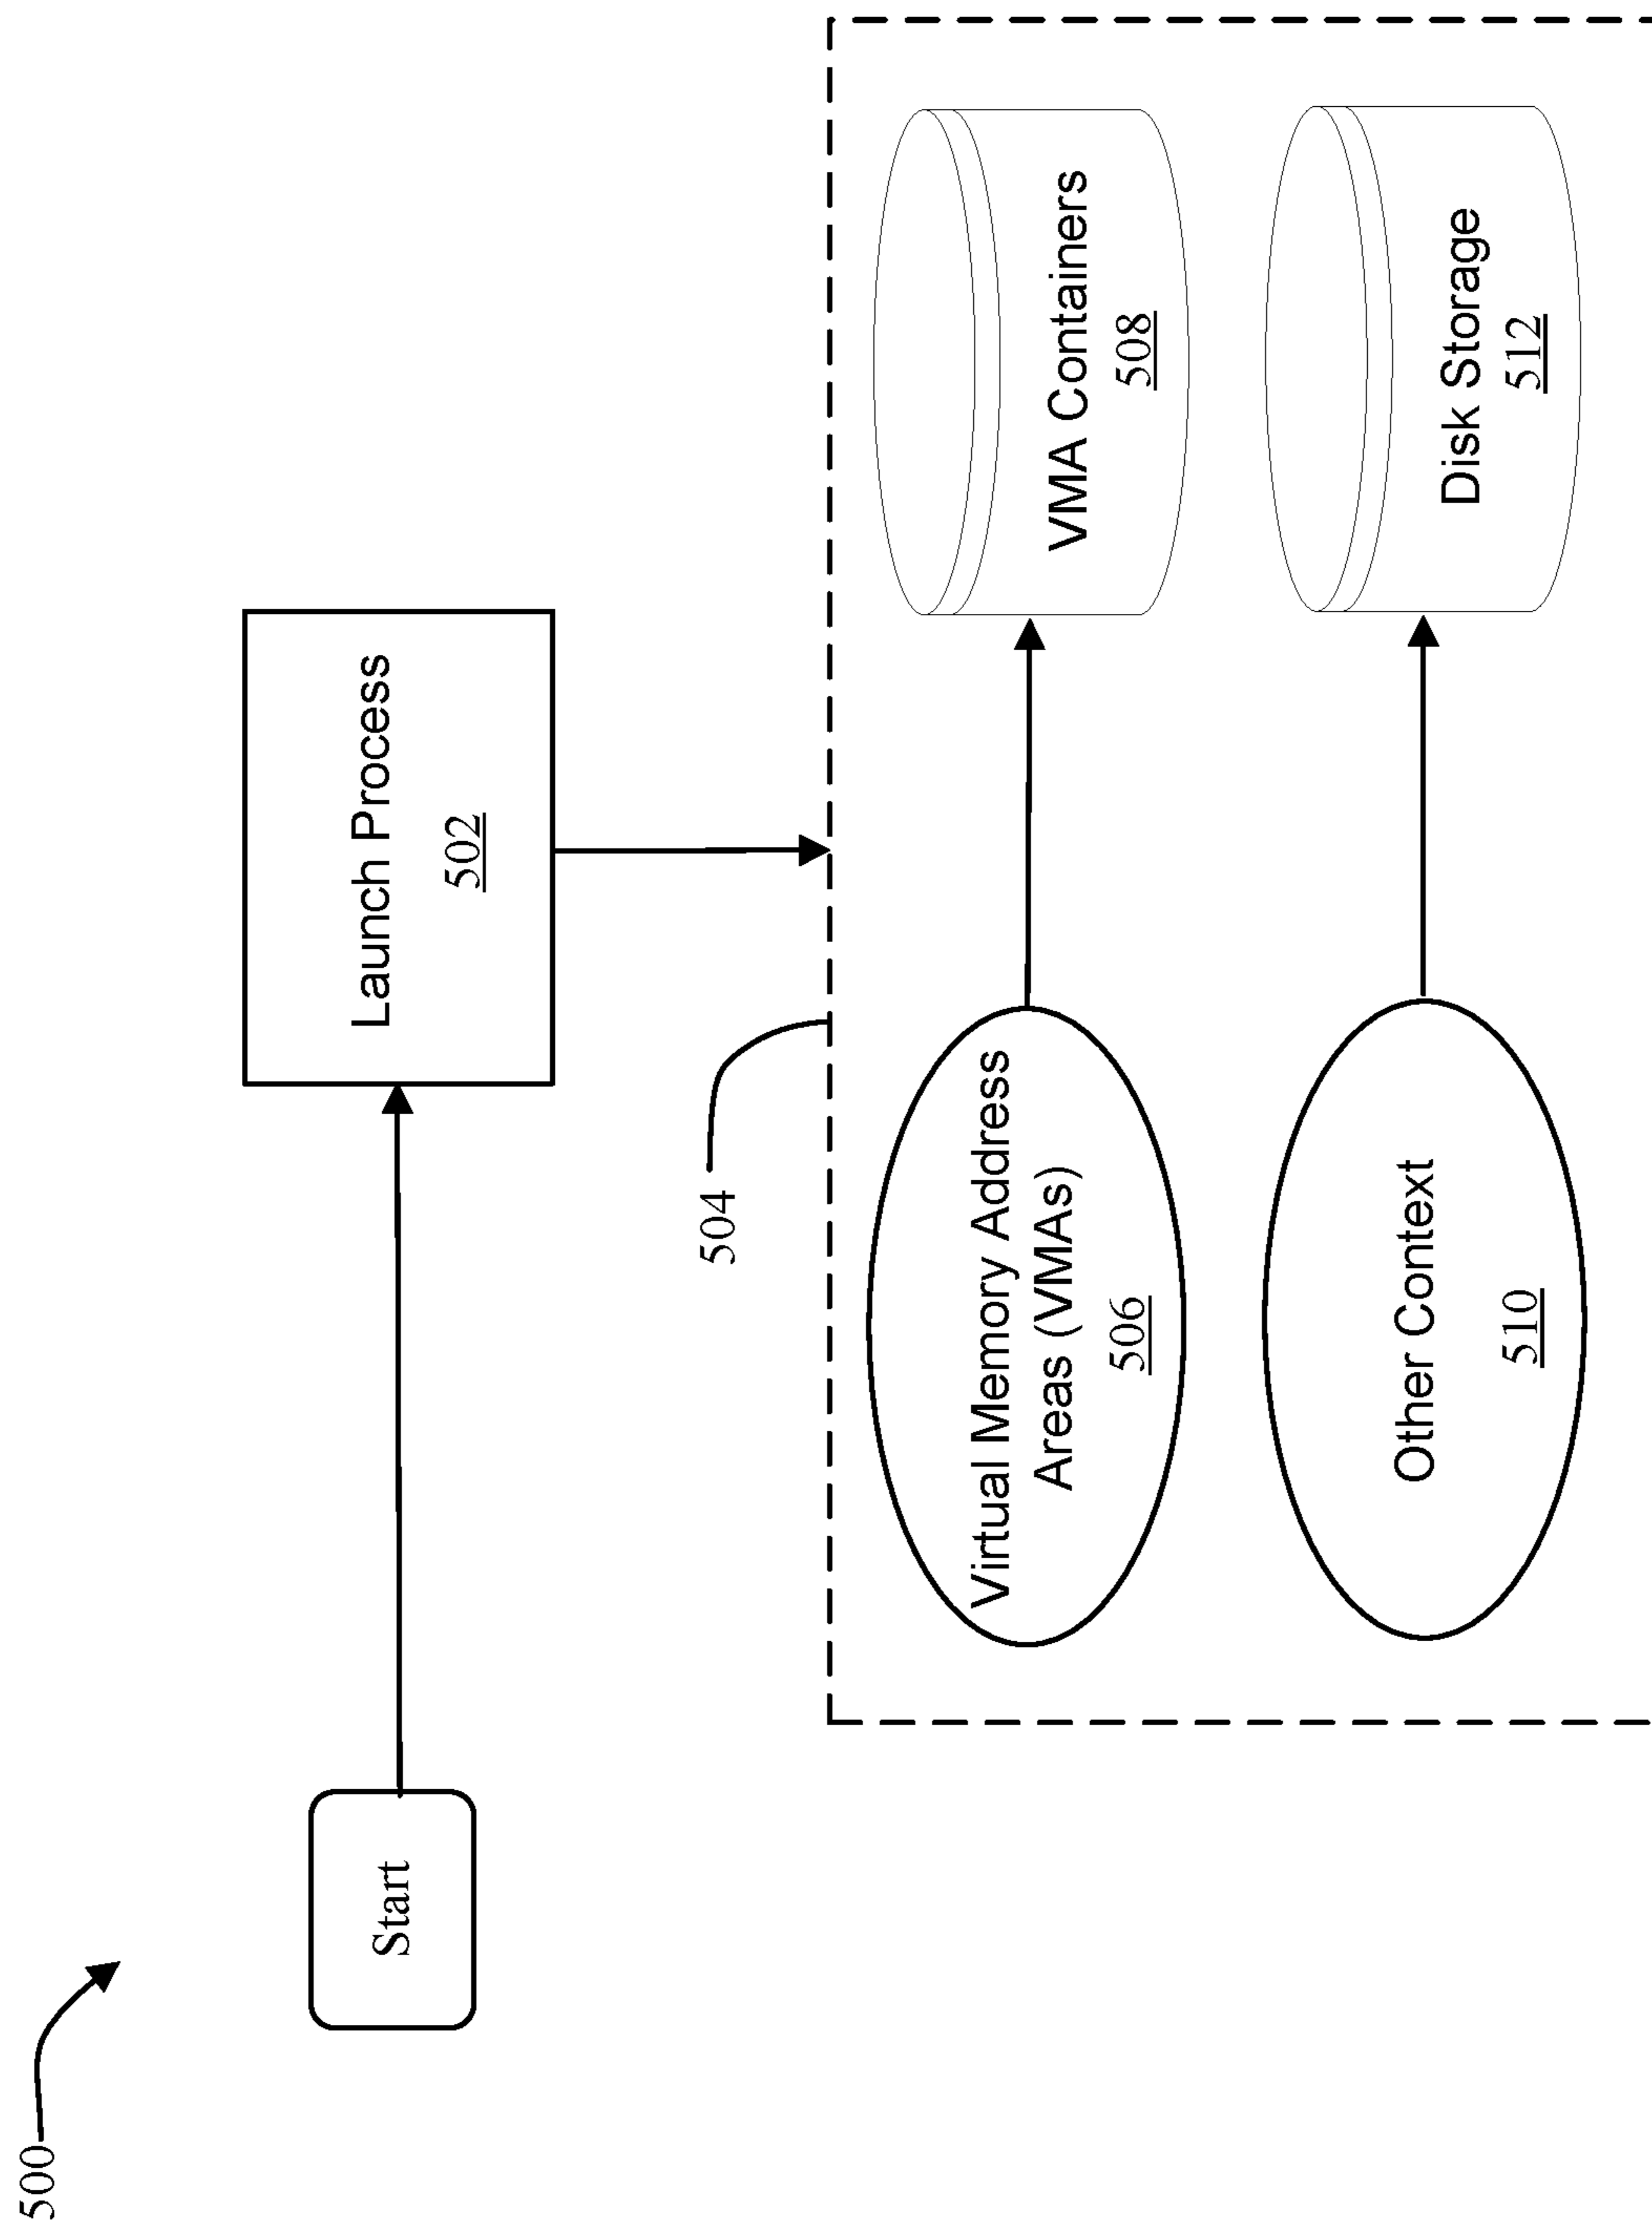 500
Start
Launch Process
502
504
Virtual Memory Address
Areas (VMAs)
506
VMA Containers
508
Other Context
510
Disk Storage
512